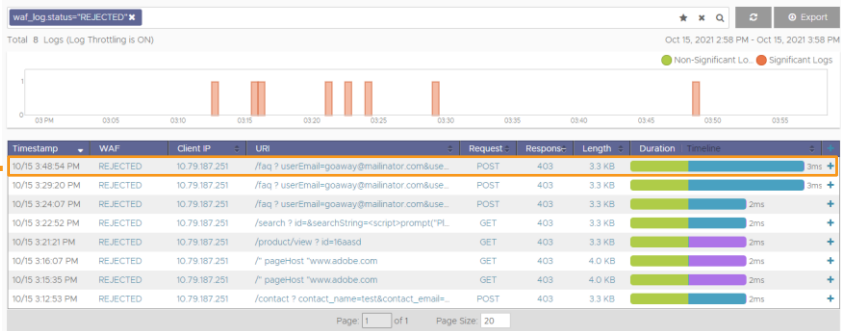 waf_log.status="REJECTED" ✖
Export
Total 8 Logs (Log Throttling is ON)
Oct 15, 2021 2:58 PM - Oct 15, 2021 3:58 PM
Non-Significant Lo.. Significant Logs
1
0
03 PM 03:05 03:10 03:15 03:20 03:25 03:30 03:35 03:40 03:45 03:50 03:55
Timestamp WAF Client IP URI Request Respons Length Duration Timeline +
10/15 3:48:54 PM REJECTED 10.79.187.251 /faq ? userEmail=goaway@mailinator.com&use... POST 403 3.3 KB 3ms +
10/15 3:29:20 PM REJECTED 10.79.187.251 /faq ? userEmail=goaway@mailinator.com&use... POST 403 3.3 KB 3ms +
10/15 3:24:07 PM REJECTED 10.79.187.251 /faq ? userEmail=goaway@mailinator.com&use... POST 403 3.3 KB 2ms +
10/15 3:22:52 PM REJECTED 10.79.187.251 /search ? id=&searchString=<script>prompt("Pl... GET 403 3.3 KB 2ms +
10/15 3:21:21 PM REJECTED 10.79.187.251 /product/view ? id=16aasd GET 403 3.3 KB 2ms +
10/15 3:16:07 PM REJECTED 10.79.187.251 /" pageHost "www.adobe.com GET 403 4.0 KB 2ms +
10/15 3:15:35 PM REJECTED 10.79.187.251 /" pageHost "www.adobe.com GET 403 4.0 KB 2ms +
10/15 3:12:53 PM REJECTED 10.79.187.251 /contact ? contact_name=test&contact_email=... POST 403 3.3 KB 2ms +
Page: 1 of 1 Page Size: 20